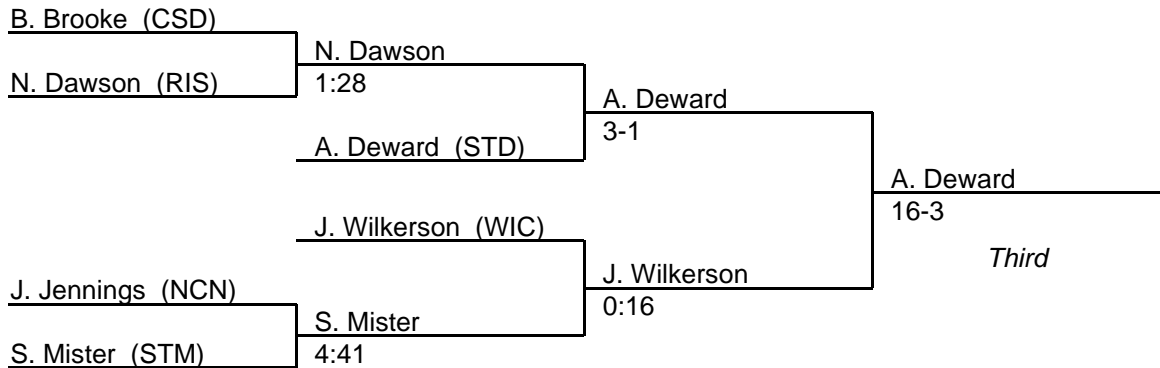 B. Brooke (CSD)
N. Dawson
N. Dawson (RIS)
1:28
A. Deward
3-1
A. Deward (STD)
A. Deward
16-3
J. Wilkerson (WIC)
Third
J. Wilkerson
J. Jennings (NCN)
0:16
S. Mister
S. Mister (STM)
4:41